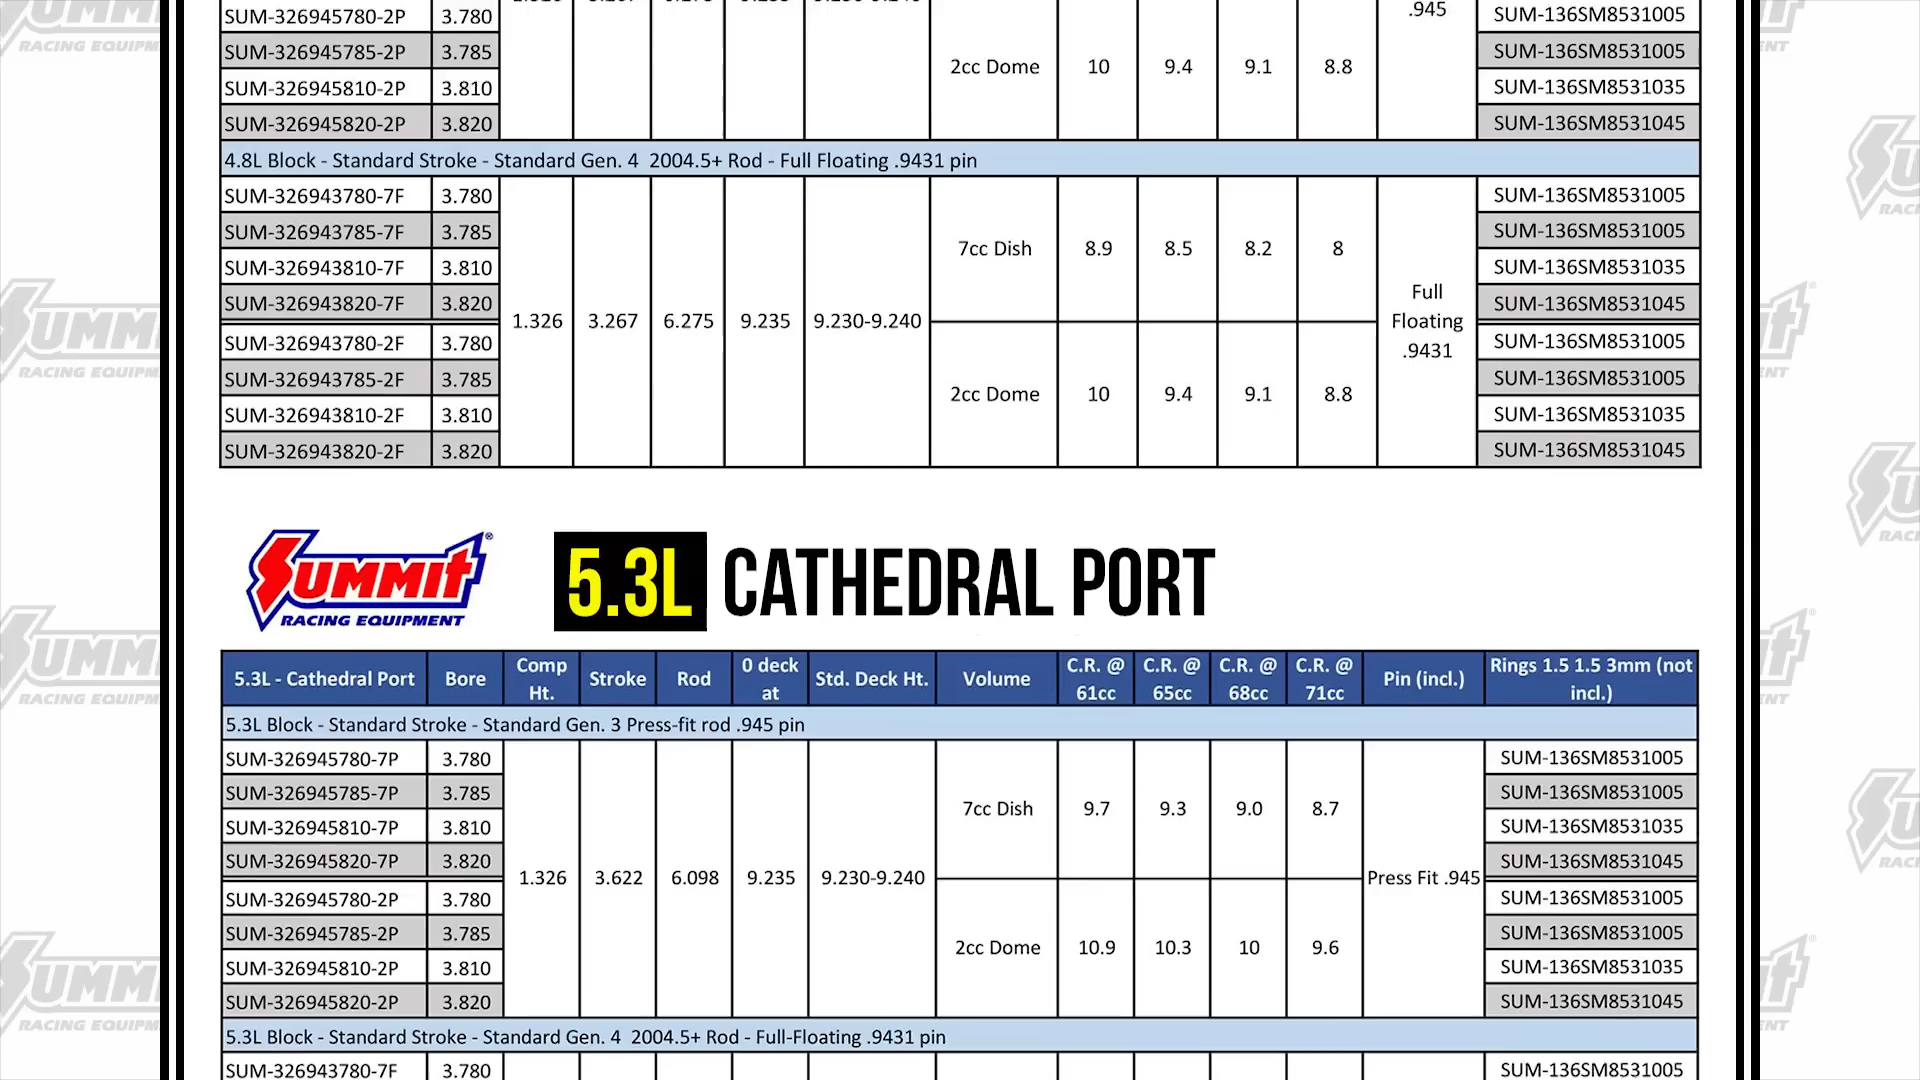 SUM-326945780-2P 3.780 .945 SUM-136SM8531005
SUM-326945785-2P 3.785 SUM-136SM8531005
2cc Dome 10 9.4 9.1 8.8
SUM-326945810-2P 3.810 SUM-136SM8531035
SUM-326945820-2P 3.820 SUM-136SM8531045
4.8L Block - Standard Stroke - Standard Gen. 4 2004.5+ Rod - Full Floating .9431 pin
SUM-326943780-7F 3.780 SUM-136SM8531005
SUM-326943785-7F 3.785 SUM-136SM8531005
7cc Dish 8.9 8.5 8.2 8
SUM-326943810-7F 3.810 SUM-136SM8531035
SUM-326943820-7F 3.820 SUM-136SM8531045
1.326 3.267 6.275 9.235 9.230-9.240
Full
Floating
.9431
SUM-326943780-2F 3.780 SUM-136SM8531005
SUM-326943785-2F 3.785 SUM-136SM8531005
2cc Dome 10 9.4 9.1 8.8
SUM-326943810-2F 3.810 SUM-136SM8531035
SUM-326943820-2F 3.820 SUM-136SM8531045
SUMMIT
RACING EQUIPMENT
5.3L CATHEDRAL PORT
5.3L - Cathedral Port Bore Comp Ht. Stroke Rod 0 deck at Std. Deck Ht. Volume C.R. @ 61cc C.R. @ 65cc C.R. @ 68cc C.R. @ 71cc Pin (incl.) Rings 1.5 1.5 3mm (not incl.)
5.3L Block - Standard Stroke - Standard Gen. 3 Press-fit rod .945 pin
SUM-326945780-7P 3.780 SUM-136SM8531005
SUM-326945785-7P 3.785 SUM-136SM8531005
7cc Dish 9.7 9.3 9.0 8.7
SUM-326945810-7P 3.810 SUM-136SM8531035
SUM-326945820-7P 3.820 SUM-136SM8531045
1.326 3.622 6.098 9.235 9.230-9.240 Press Fit .945
SUM-326945780-2P 3.780 SUM-136SM8531005
SUM-326945785-2P 3.785 SUM-136SM8531005
2cc Dome 10.9 10.3 10 9.6
SUM-326945810-2P 3.810 SUM-136SM8531035
SUM-326945820-2P 3.820 SUM-136SM8531045
5.3L Block - Standard Stroke - Standard Gen. 4 2004.5+ Rod - Full-Floating .9431 pin
SUM-326943780-7F 3.780 SUM-136SM8531005